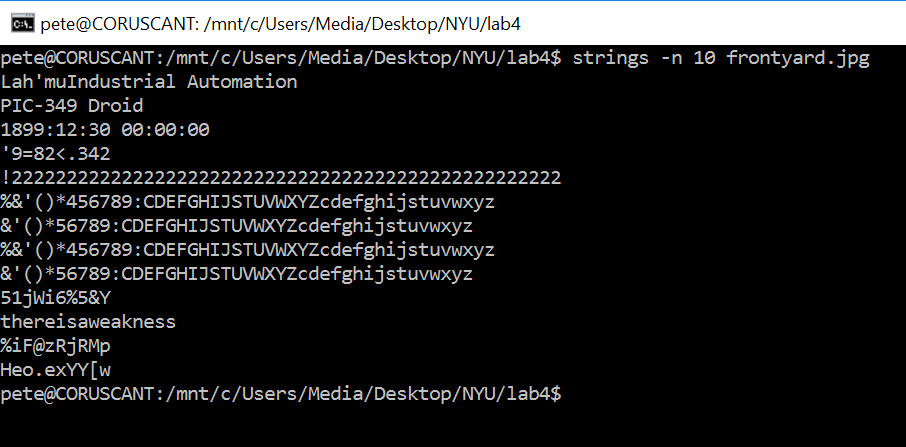 pete@CORUSCANT: /mnt/c/Users/Media/Desktop/NYU/lab4
pete@CORUSCANT:/mnt/c/Users/Media/Desktop/NYU/lab4$ strings -n 10 frontyard.jpg
Lah'muIndustrial Automation
PIC-349 Droid
1899:12:30 00:00:00
'9=82<.342
!22222222222222222222222222222222222222222222222222
%&'()*456789:CDEFGHIJSTUVWXYZcdefghijstuvwxyz
&'()*56789:CDEFGHIJSTUVWXYZcdefghijstuvwxyz
%&'()*456789:CDEFGHIJSTUVWXYZcdefghijstuvwxyz
&'()*56789:CDEFGHIJSTUVWXYZcdefghijstuvwxyz
51jWi6%5&Y
thereisaweakness
%iF@zRjRMp
Heo.exYY[w
pete@CORUSCANT:/mnt/c/Users/Media/Desktop/NYU/lab4$